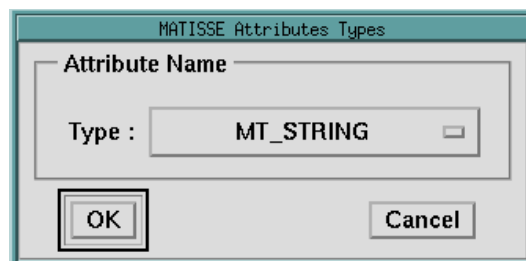 MATISSE Attributes Types
Attribute Name
Type : MT_STRING
OK Cancel